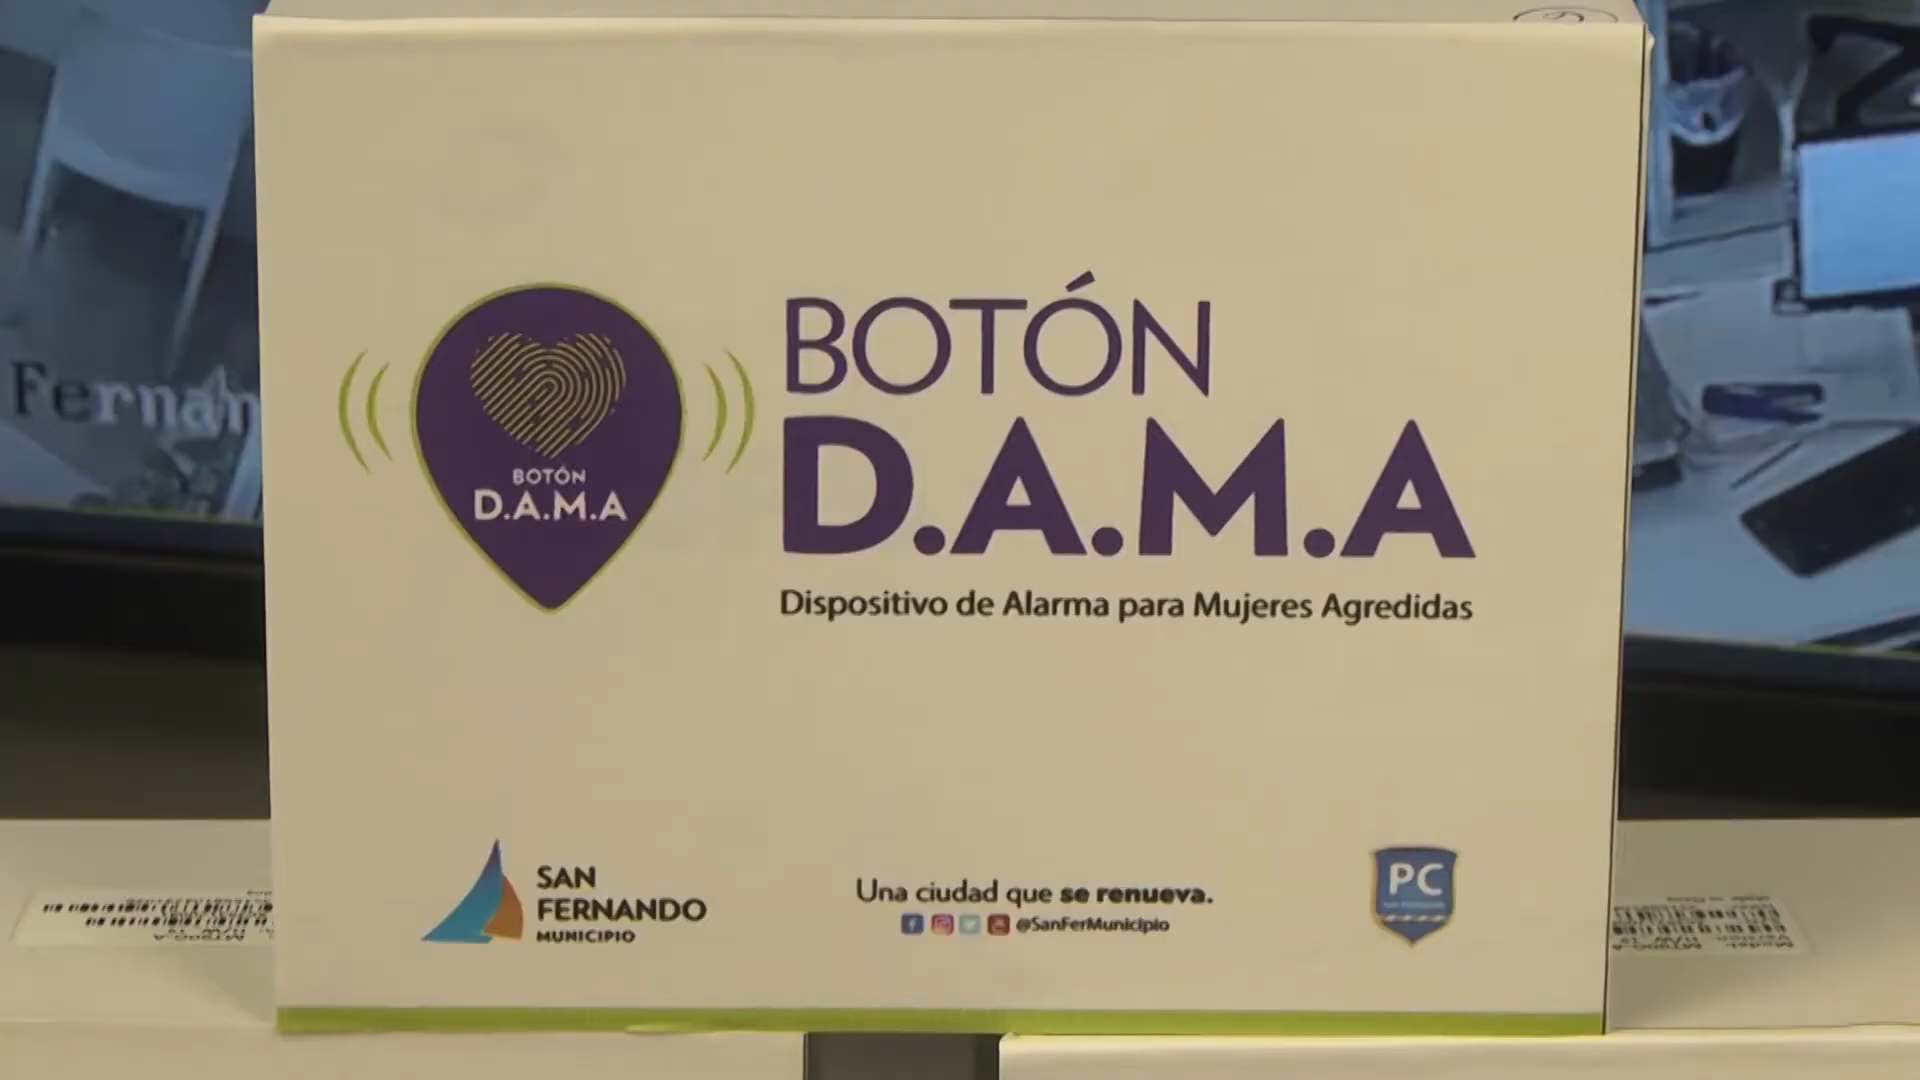 Fernan
BOTÓN
D.A.M.A
BOTÓN
D.A.M.A
Dispositivo de Alarma para Mujeres Agredidas
SAN
FERNANDO
MUNICIPIO
Una ciudad que se renueva.
@SanFerMunicipio
PC